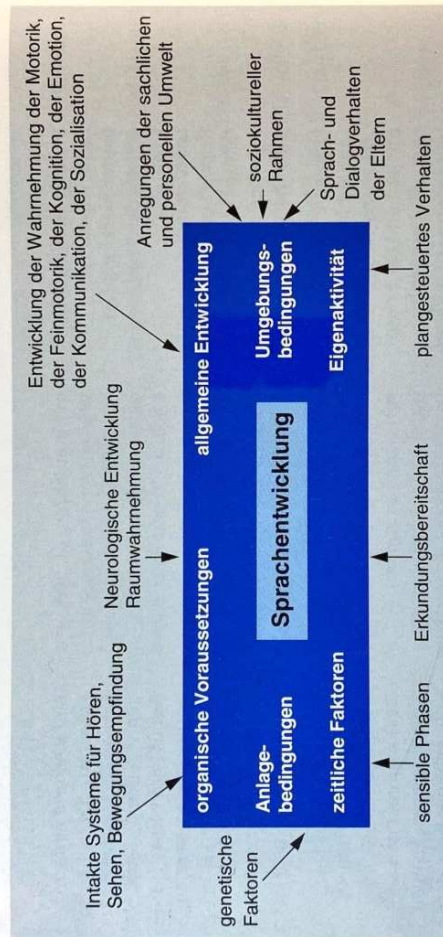 Entwicklung der Wahrnehmung der Motorik,
der Feinmotorik, der Kognition, der Emotion,
der Kommunikation, der Sozialisation
Neurologische Entwicklung
Raumwahrnehmung
Intakte Systeme für Hören,
Sehen, Bewegungsempfindung
Anregungen der sachlichen
und personellen Umwelt
organische Voraussetzungen
allgemeine Entwicklung
genetische
Faktoren
Anlage-
bedingungen
Sprachentwicklung
Umgebungs-
bedingungen
soziokultureller
Rahmen
zeitliche Faktoren
Eigenaktivität
Sprach- und
Dialogverhalten
der Eltern
sensible Phasen
Erkundungsbereitschaft
plangesteuertes Verhalten